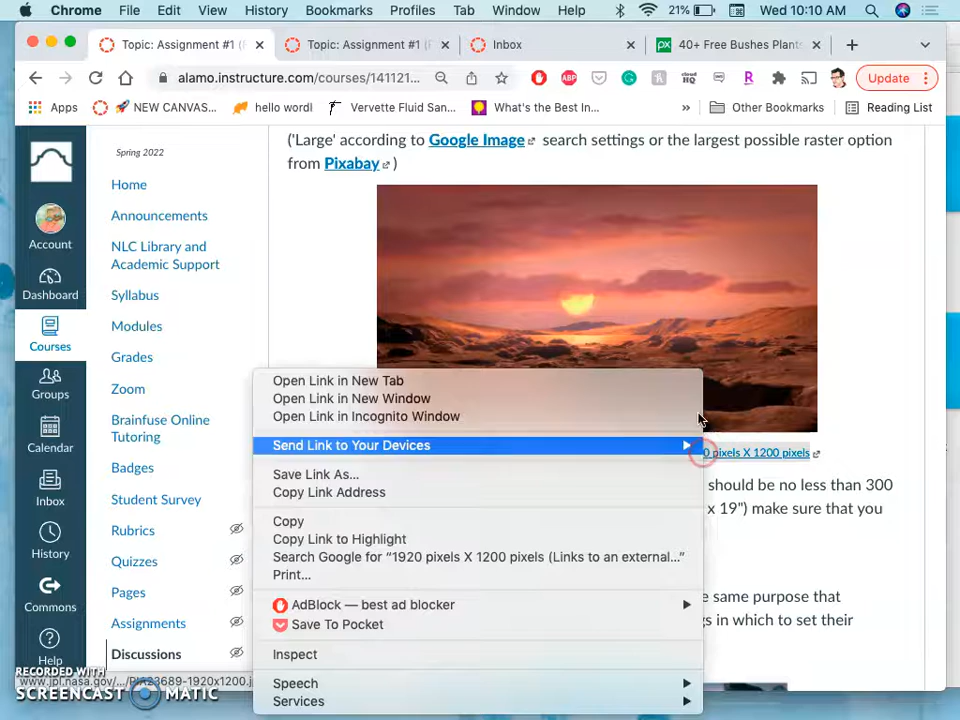 Chrome File Edit View History Bookmarks Profiles Tab Window Help 21% Wed 10:10 AM
Topic: Assignment #1 ( Topic: Assignment #1 ( Inbox 40+ Free Bushes Plant
alamo.instructure.com/courses/141121... Update
Apps NEW CANVAS... hello wordl Vervette Fluid San... What's the Best In... » Other Bookmarks Reading List
Spring 2022
Home
Announcements
NLC Library and
Academic Support
Syllabus
Modules
Grades
Zoom
Brainfuse Online
Tutoring
Badges
Student Survey
Rubrics
Quizzes
Pages
Assignments
Discussions
Account
Dashboard
Courses
Groups
Calendar
Inbox
History
Commons
Help
('Large' according to Google Image search settings or the largest possible raster option
from Pixabay )
0 pixels X 1200 pixels
should be no less than 300
x 19") make sure that you
e same purpose that
gs in which to set their
Open Link in New Tab
Open Link in New Window
Open Link in Incognito Window
Send Link to Your Devices
Save Link As...
Copy Link Address
Copy
Copy Link to Highlight
Search Google for “1920 pixels X 1200 pixels (Links to an external...”
Print...
AdBlock — best ad blocker
Save To Pocket
Inspect
Speech
Services
www.jpl.nasa.gov/.../PIA23689-1920x1200.j
RECORDED WITH
SCREENCAST MATIC